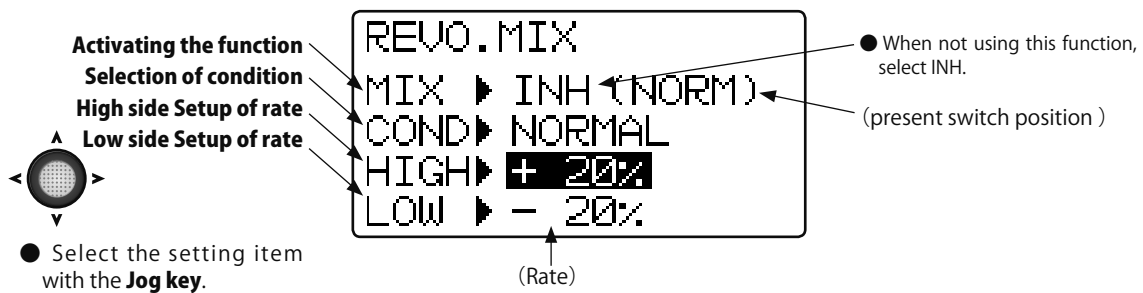 Activating the function
Selection of condition
High side Setup of rate
Low side Setup of rate
● Select the setting item
with the Jog key.
REVO.MIX
MIX ▶ INH (NORM)
COND▶ NORMAL
HIGH▶ + 20%
LOW ▶ - 20%
(Rate)
● When not using this function,
select INH.
(present switch position )